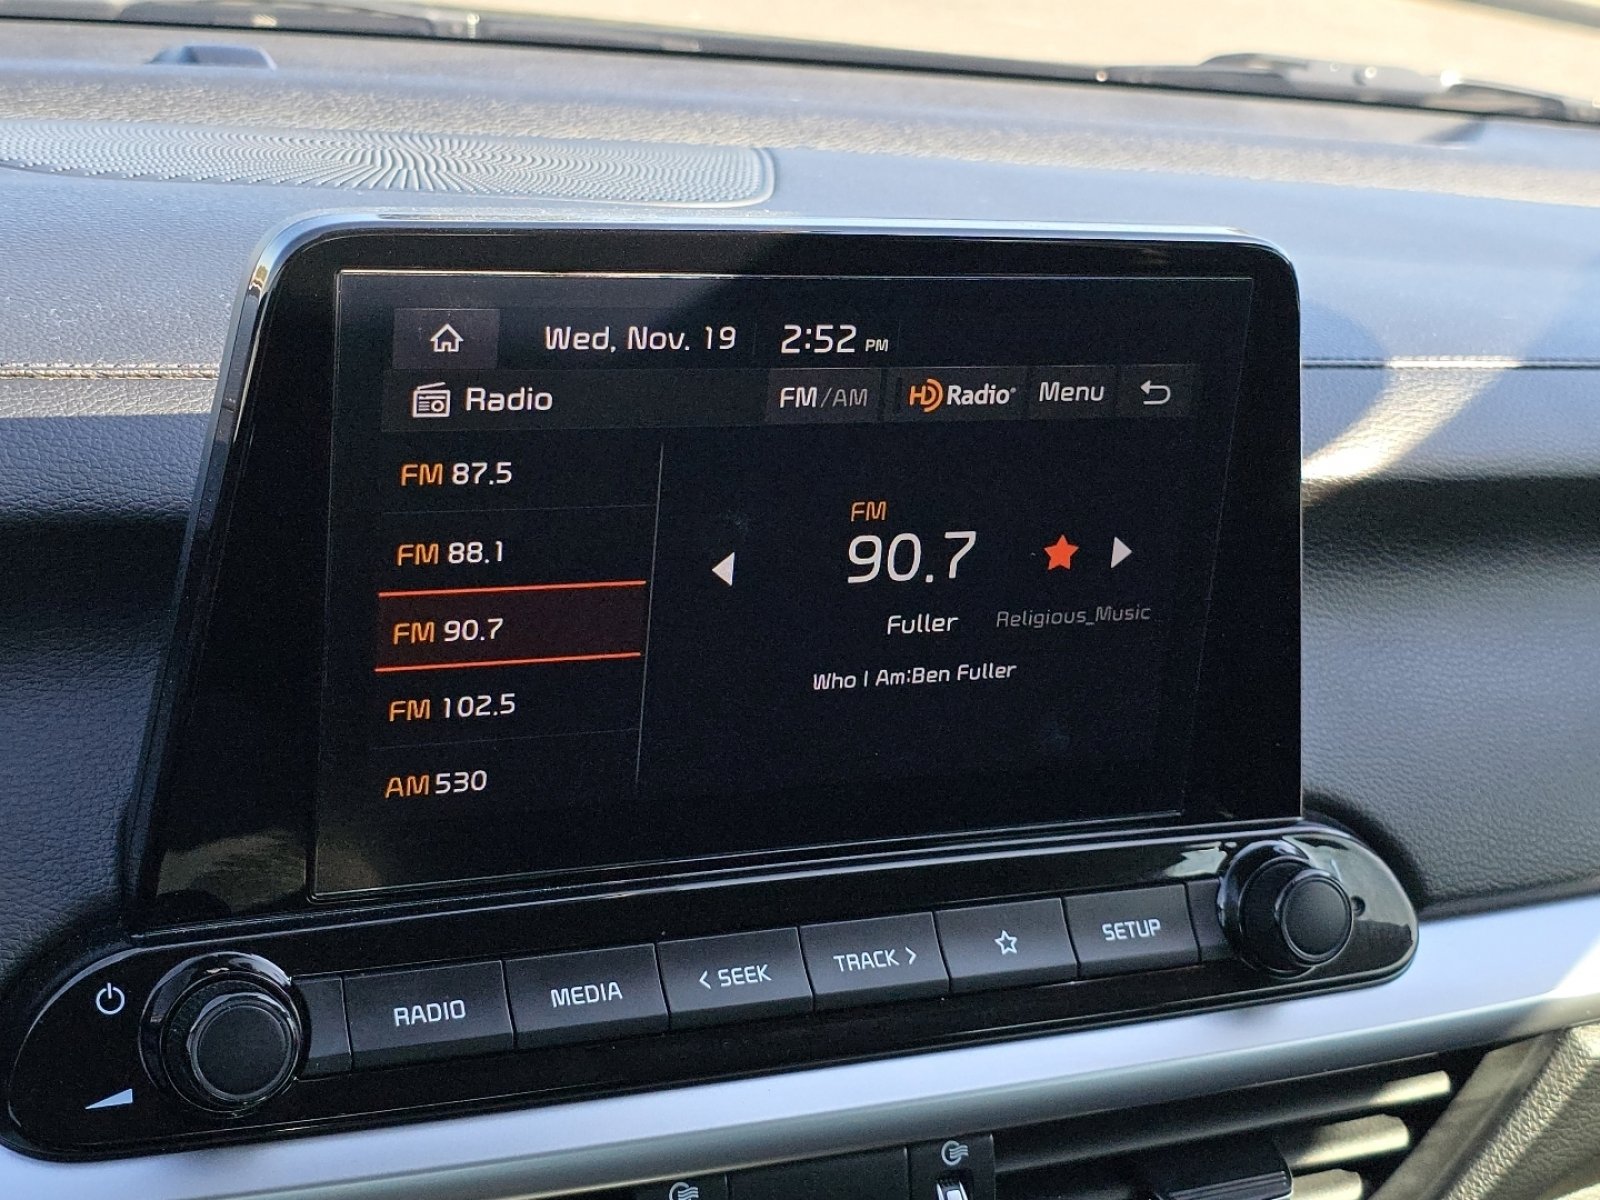 Wed, Nov. 19 2:52 PM
Radio FM/AM HD Radio® Menu
FM 87.5
FM 88.1
FM 90.7
FM 102.5
AM 530
FM
90.7
Fuller Religious_Music
Who I Am:Ben Fuller
RADIO MEDIA < SEEK TRACK > SETUP